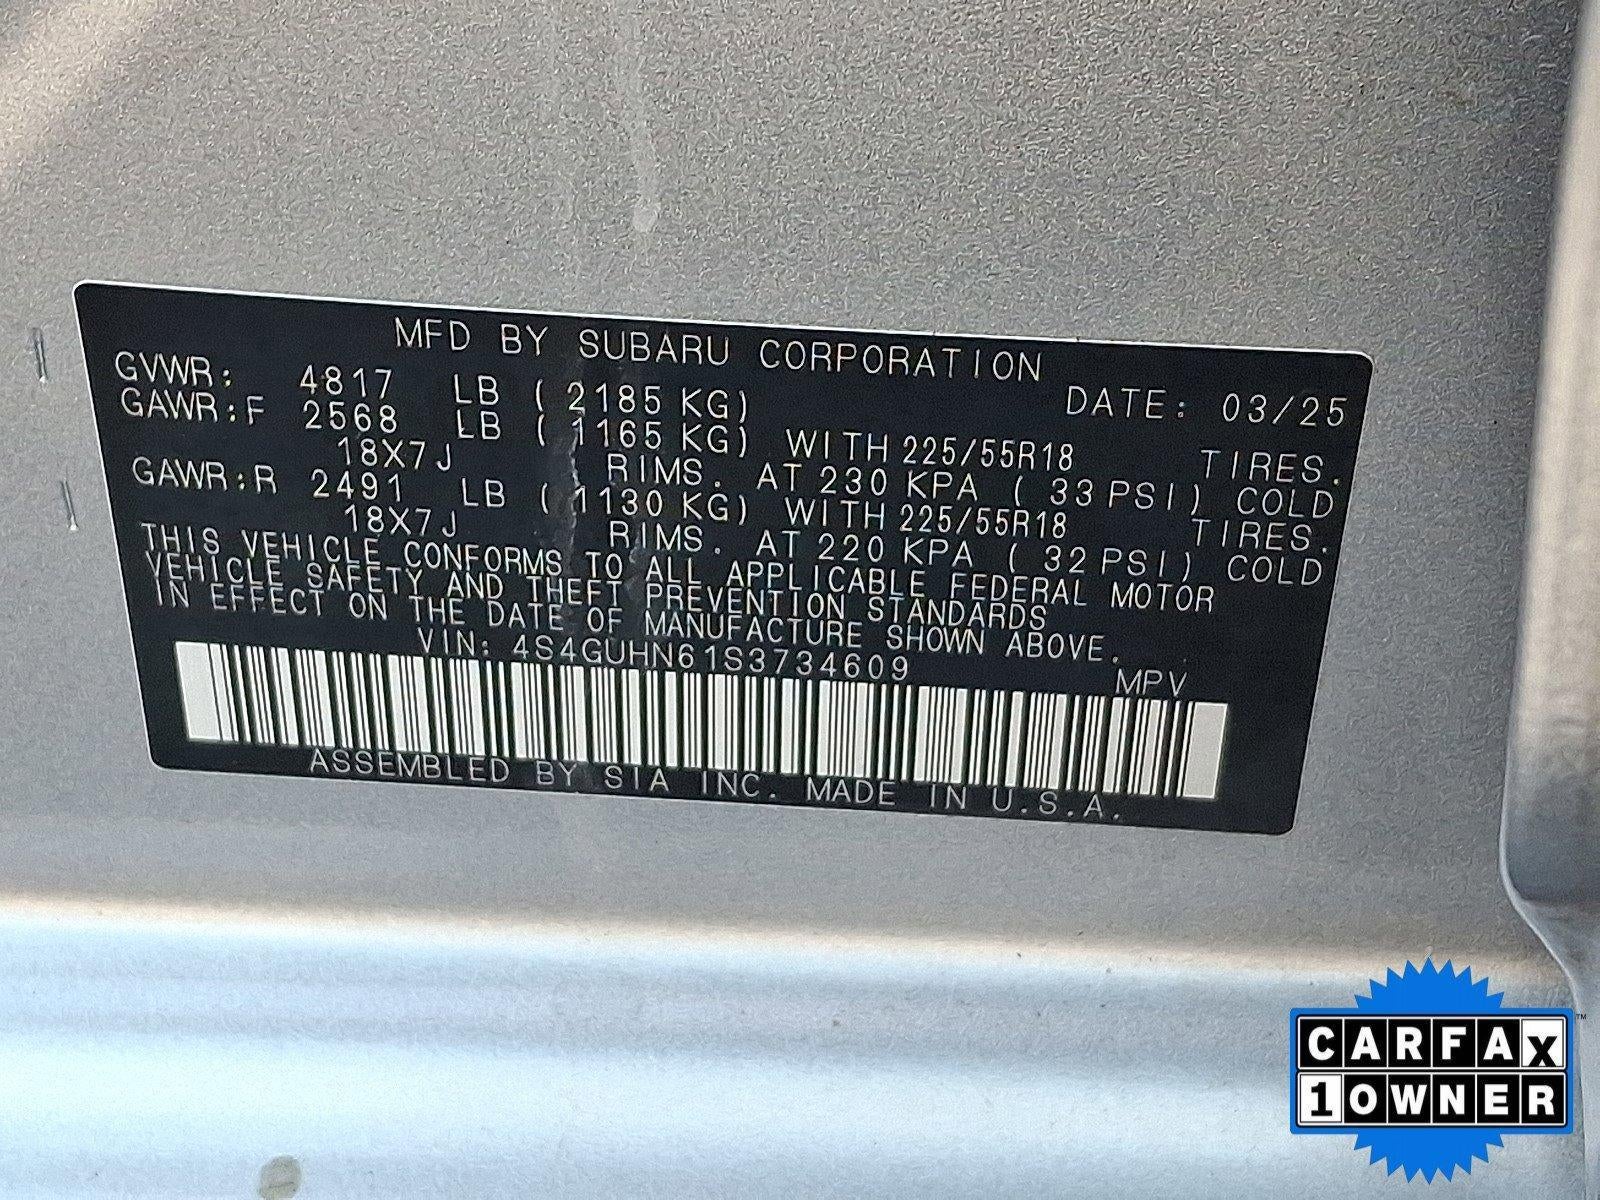 MFD BY SUBARU CORPORATION
GVWR: 4817 LB ( 2185 KG) DATE: 03/25
GAWR:F 2568 LB ( 1165 KG) WITH 225/55R18 TIRES.
18X7J RIMS. AT 230 KPA ( 33 PSI) COLD
GAWR:R 2491 LB ( 1130 KG) WITH 225/55R18 TIRES.
18X7J RIMS. AT 220 KPA ( 32 PSI) COLD
THIS VEHICLE CONFORMS TO ALL APPLICABLE FEDERAL MOTOR
VEHICLE SAFETY AND THEFT PREVENTION STANDARDS
IN EFFECT ON THE DATE OF MANUFACTURE SHOWN ABOVE.
VIN: 4S4GUHN61S3734609 MPV
ASSEMBLED BY SIA INC. MADE IN U.S.A.
CARFAX™
1 OWNER